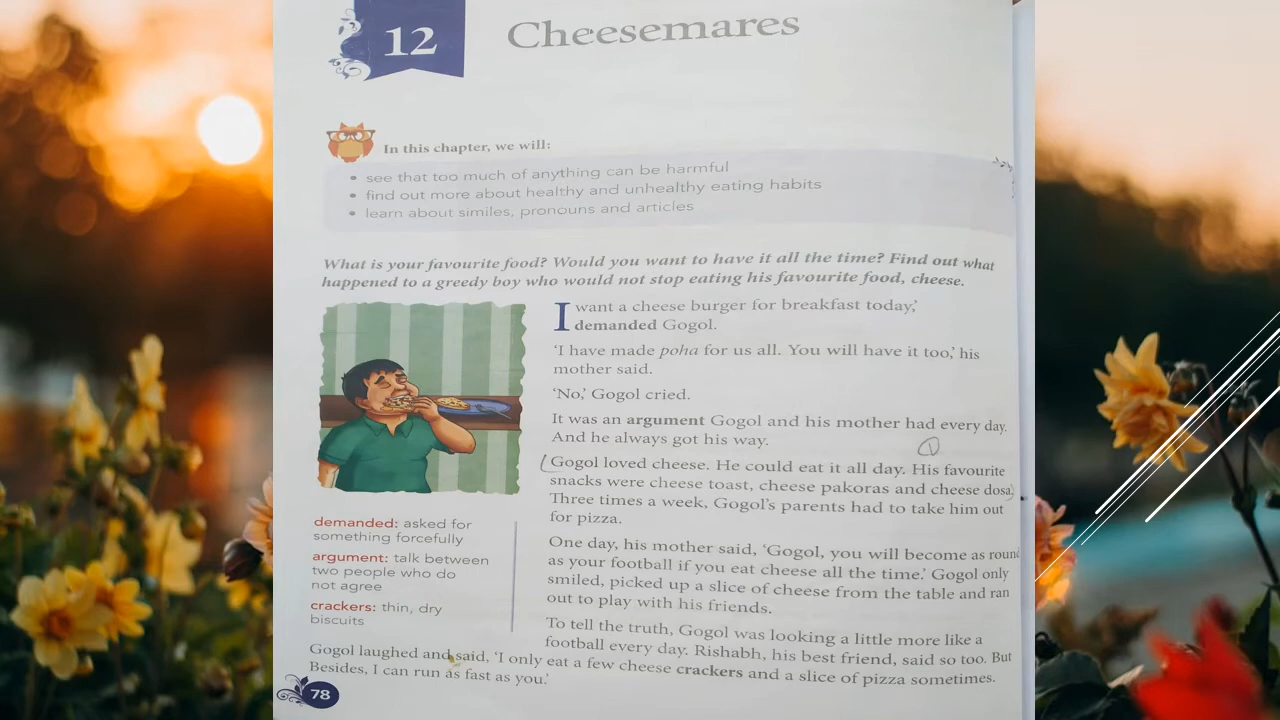 12
Cheesemares
In this chapter, we will:
• see that too much of anything can be harmful
• find out more about healthy and unhealthy eating habits
• learn about similes, pronouns and articles
What is your favourite food? Would you want to have it all the time? Find out what
happened to a greedy boy who would not stop eating his favourite food, cheese.
I want a cheese burger for breakfast today,’
demanded Gogol.
‘I have made poha for us all. You will have it too,’ his
mother said.
‘No,’ Gogol cried.
It was an argument Gogol and his mother had every day.
And he always got his way.
Gogol loved cheese. He could eat it all day. His favourite
snacks were cheese toast, cheese pakoras and cheese dosa.
Three times a week, Gogol’s parents had to take him out
for pizza.
One day, his mother said, ‘Gogol, you will become as round
as your football if you eat cheese all the time.’ Gogol only
smiled, picked up a slice of cheese from the table and ran
out to play with his friends.
To tell the truth, Gogol was looking a little more like a
football every day. Rishabh, his best friend, said so too. But
Gogol laughed and said, ‘I only eat a few cheese crackers and a slice of pizza sometimes.
Besides, I can run as fast as you.’
demanded: asked for
something forcefully
argument: talk between
two people who do
not agree
crackers: thin, dry
biscuits
78